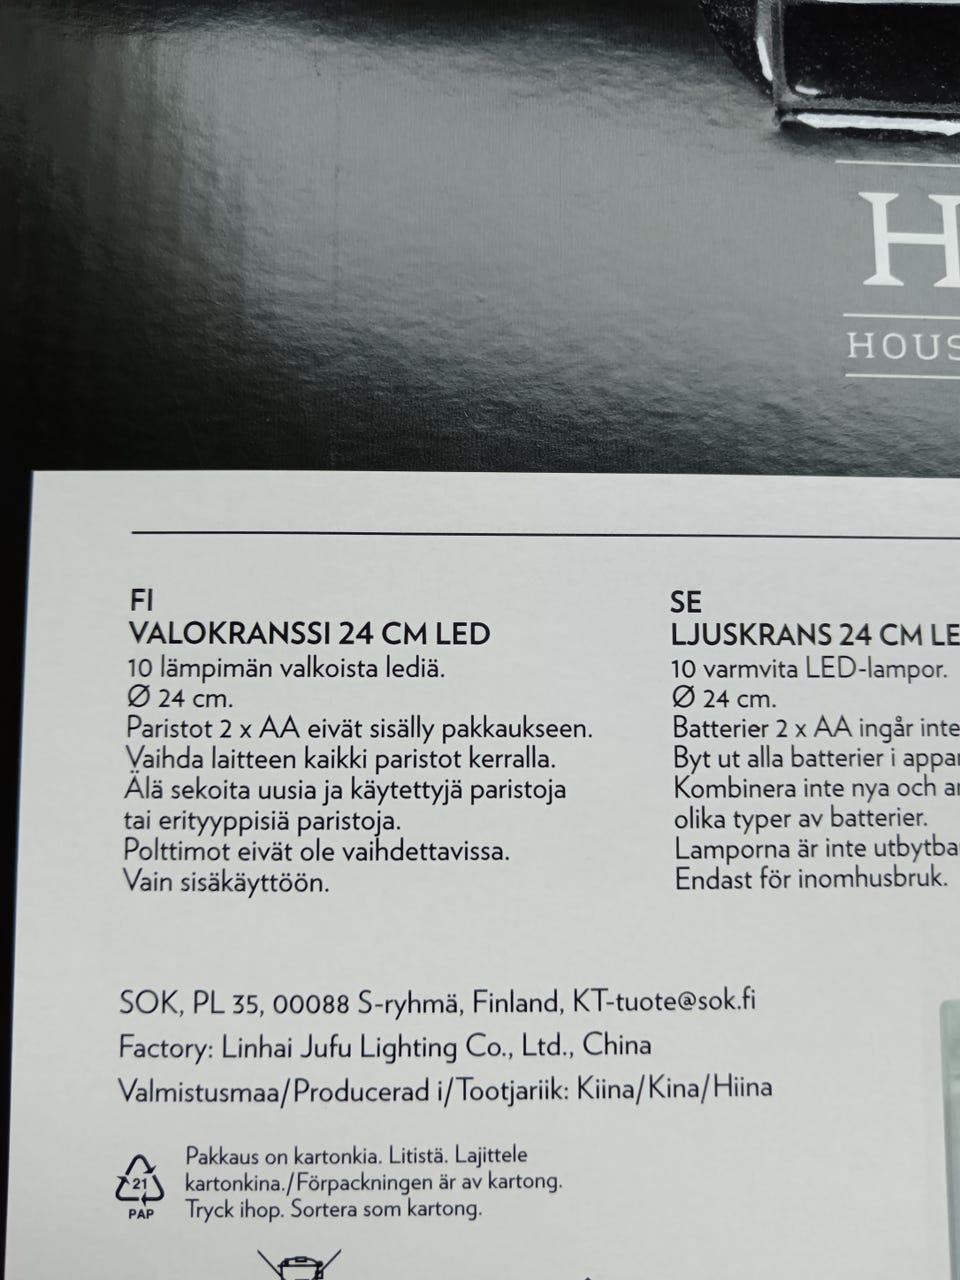 H
HOUS
FI
VALOKRANSSI 24 CM LED
10 lämpimän valkoista lediä.
Ø 24 cm.
Paristot 2 x AA eivät sisälly pakkaukseen.
Vaihda laitteen kaikki paristot kerralla.
Älä sekoita uusia ja käytettyjä paristoja
tai erityyppisiä paristoja.
Polttimot eivät ole vaihdettavissa.
Vain sisäkäyttöön.
SE
LJUSKRANS 24 CM LE
10 varmvita LED-lampor.
Ø 24 cm.
Batterier 2 x AA ingår inte
Byt ut alla batterier i appar
Kombinera inte nya och an
olika typer av batterier.
Lamporna är inte utbytba
Endast för inomhusbruk.
SOK, PL 35, 00088 S-ryhmä, Finland, KT-tuote@sok.fi
Factory: Linhai Jufu Lighting Co., Ltd., China
Valmistusmaa/Producerad i/Tootjariik: Kiina/Kina/Hiina
21
PAP
Pakkaus on kartonkia. Litistä. Lajittele
kartonkina./Förpackningen är av kartong.
Tryck ihop. Sortera som kartong.